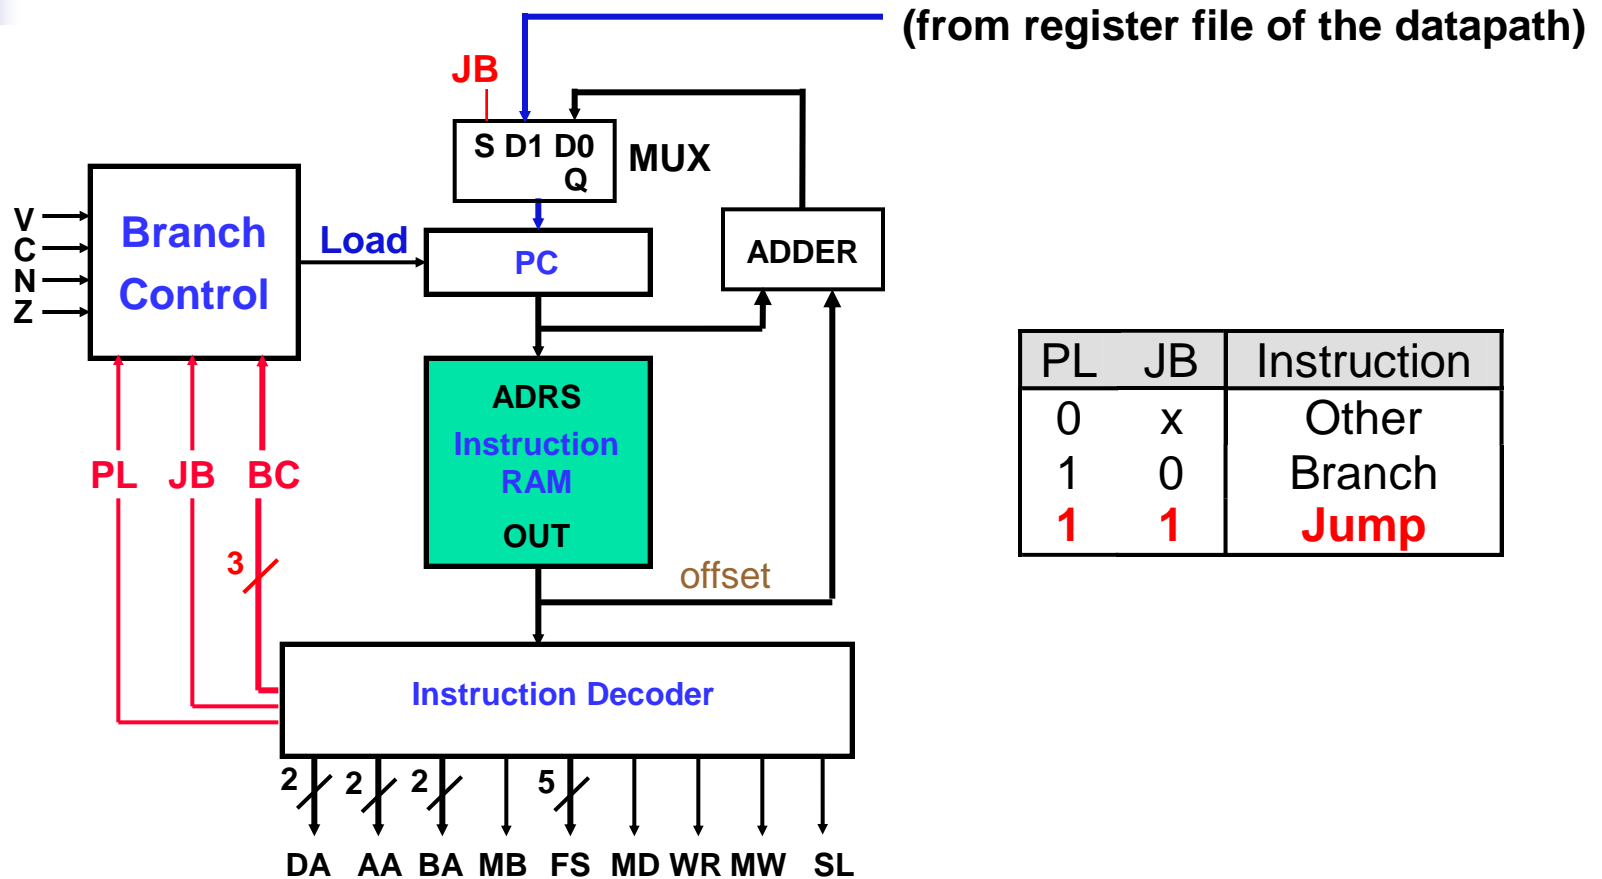 (from register file of the datapath)
JB
S D1 D0
Q
MUX
V
C
N
Z
Branch
Control
Load
PC
ADDER
ADRS
Instruction
RAM
OUT
PL JB BC
3
offset
Instruction Decoder
2 2 2 5
DA AA BA MB FS MD WR MW SL
PL JB Instruction
0 x Other
1 0 Branch
1 1 Jump